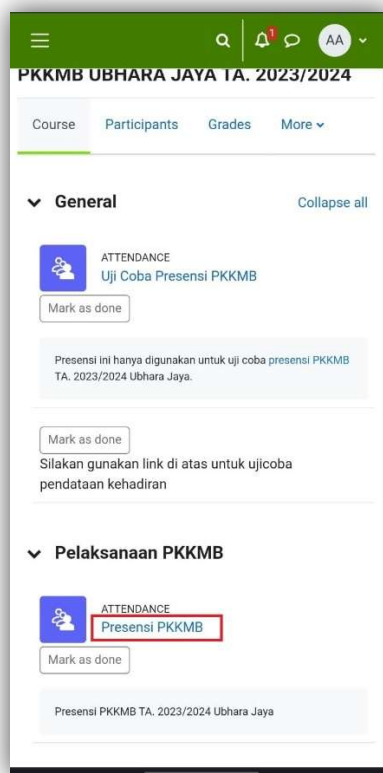 1
AA
PKKMB UBHARA JAYA TA. 2023/2024
Course Participants Grades More
General Collapse all
ATTENDANCE
Uji Coba Presensi PKKMB
Mark as done
Presensi ini hanya digunakan untuk uji coba presensi PKKMB
TA. 2023/2024 Ubhara Jaya.
Mark as done
Silakan gunakan link di atas untuk ujicoba
pendataan kehadiran
Pelaksanaan PKKMB
ATTENDANCE
Presensi PKKMB
Mark as done
Presensi PKKMB TA. 2023/2024 Ubhara Jaya